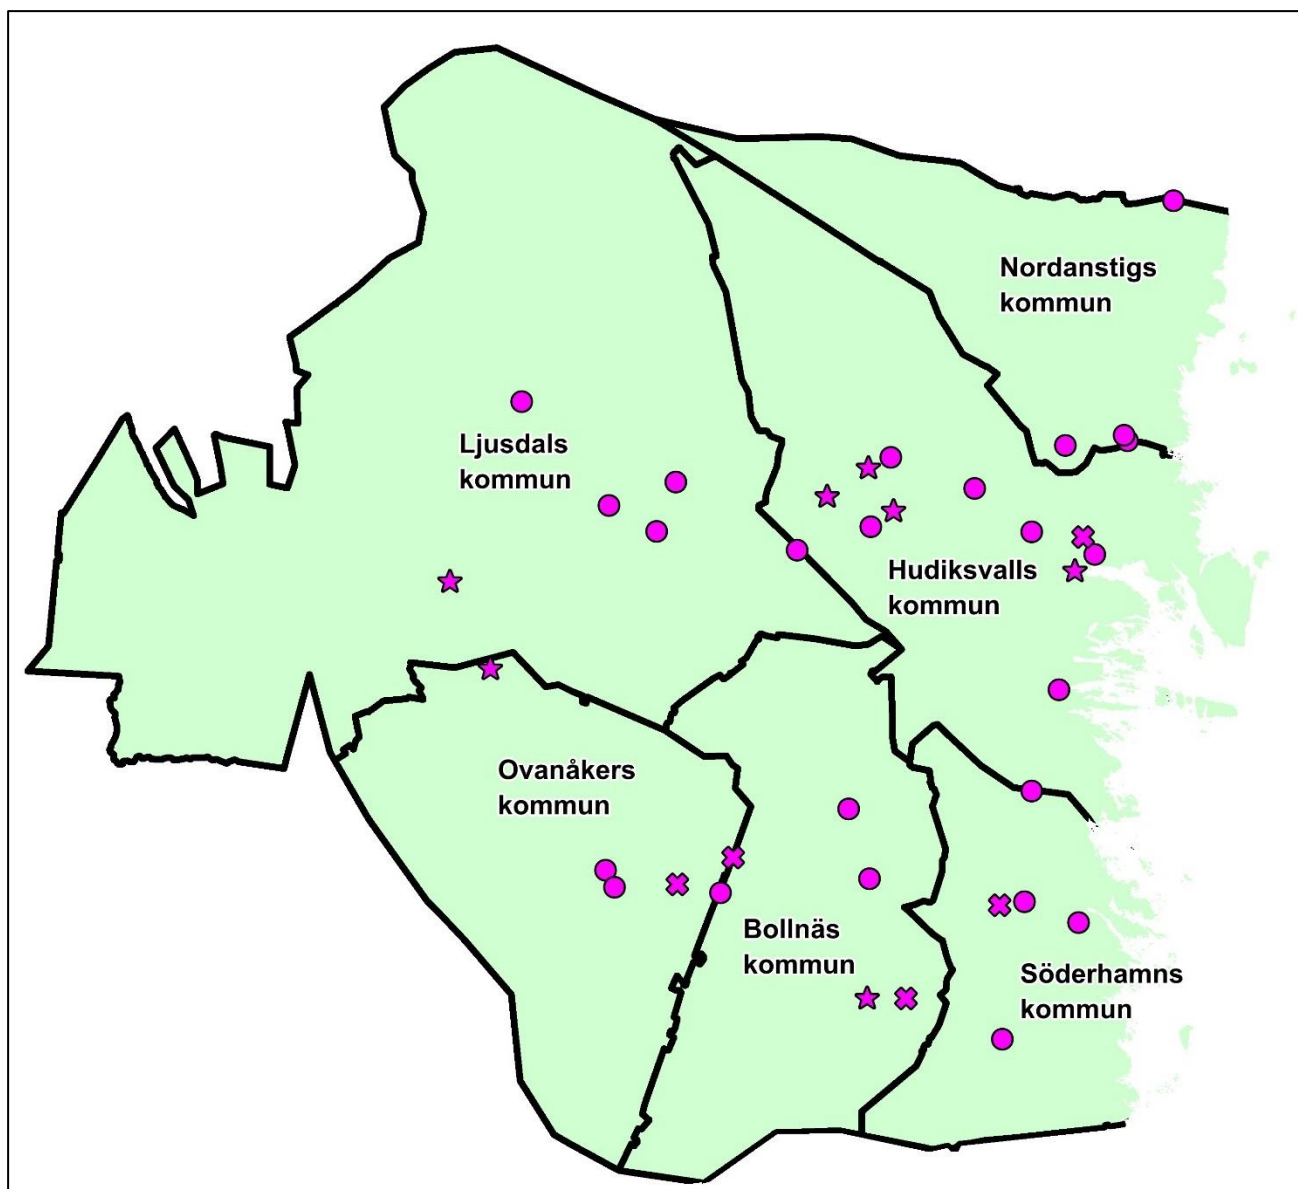 Nordanstigs
kommun
Ljusdals
kommun
Hudiksvalls
kommun
Ovanåkers
kommun
Bollnäs
kommun
Söderhamns
kommun